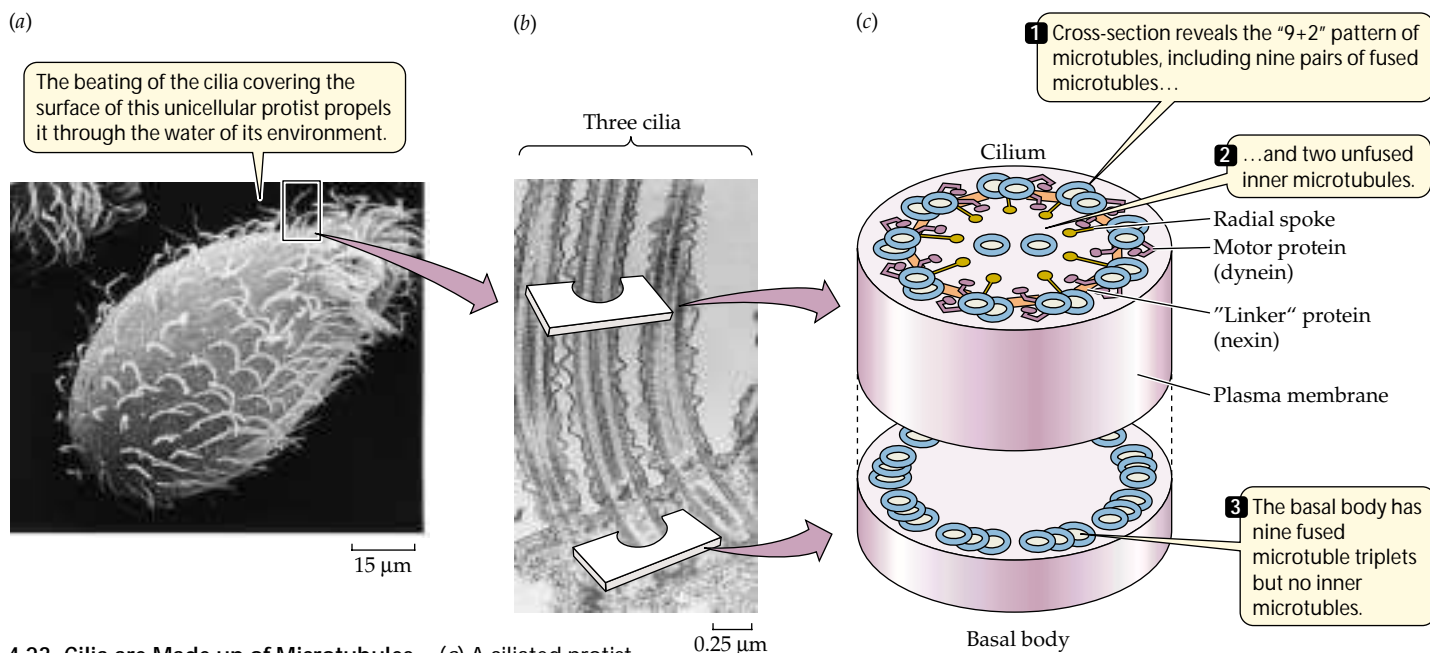 (a)
The beating of the cilia covering the
surface of this unicellular protist propels
it through the water of its environment.
15 µm
(b)
Three cilia
0.25 µm
(c)
1 Cross-section reveals the “9+2” pattern of
microtubles, including nine pairs of fused
microtubles…
Cilium
2 …and two unfused
inner microtubules.
Radial spoke
Motor protein
(dynein)
”Linker“ protein
(nexin)
Plasma membrane
3 The basal body has
nine fused
microtuble triplets
but no inner
microtubles.
Basal body
4.23 Cilia are Made up of Microtubules (a) A ciliated protist